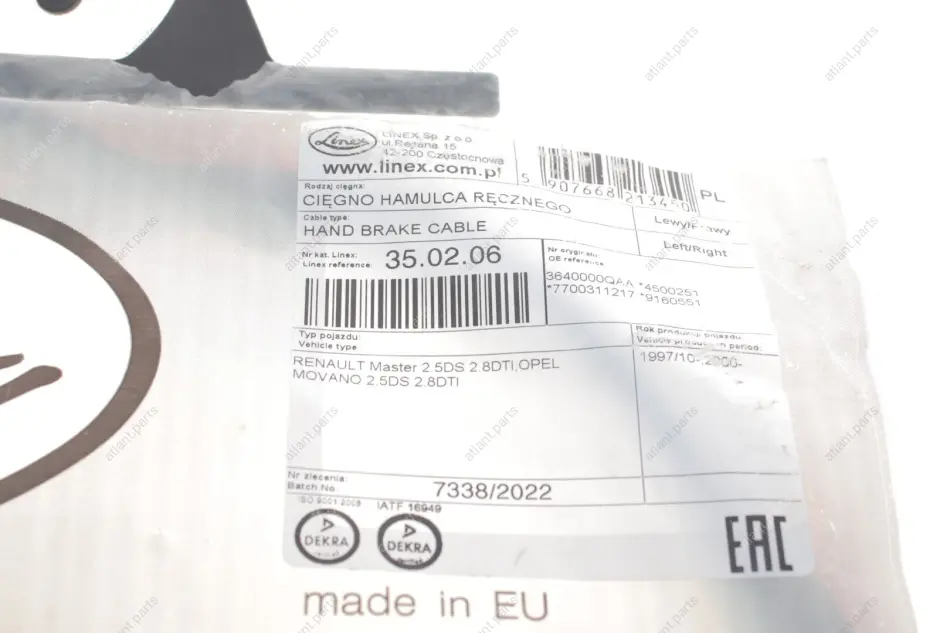 Linex
LINEX Sp. z o.o.
ul.Rejtana 15
42-200 Częstochowa
www.linex.com.pl
5 907668 213450
PL
Rodzaj cięgna:
CIĘGNO HAMULCA RĘCZNEGO
Lewy/Prawy
Cable type:
HAND BRAKE CABLE
Left/Right
Nr kat. Linex:
Linex reference:
35.02.06
Nr oryginału:
OE reference:
3640000QAA *4500251
*7700311217 *9160551
Typ pojazdu:
Vehicle type:
Rok produkcji pojazdu:
Vehicle production period:
RENAULT Master 2.5DS 2.8DTI;OPEL
MOVANO 2.5DS 2.8DTI
1997/10-,2000-
Nr zlecenia:
Batch No.
7338/2022
ISO 9001:2008
IATF 16949
DEKRA
DEKRA
EAC
made in EU
atlant.parts